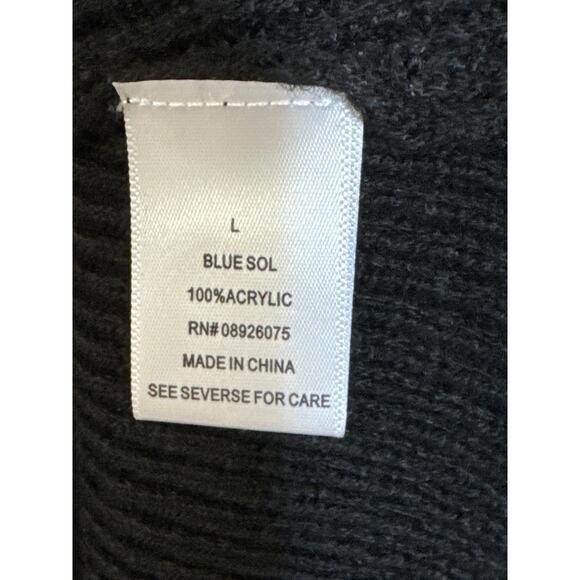 L
BLUE SOL
100%ACRYLIC
RN# 08926075
MADE IN CHINA
SEE SEVERSE FOR CARE